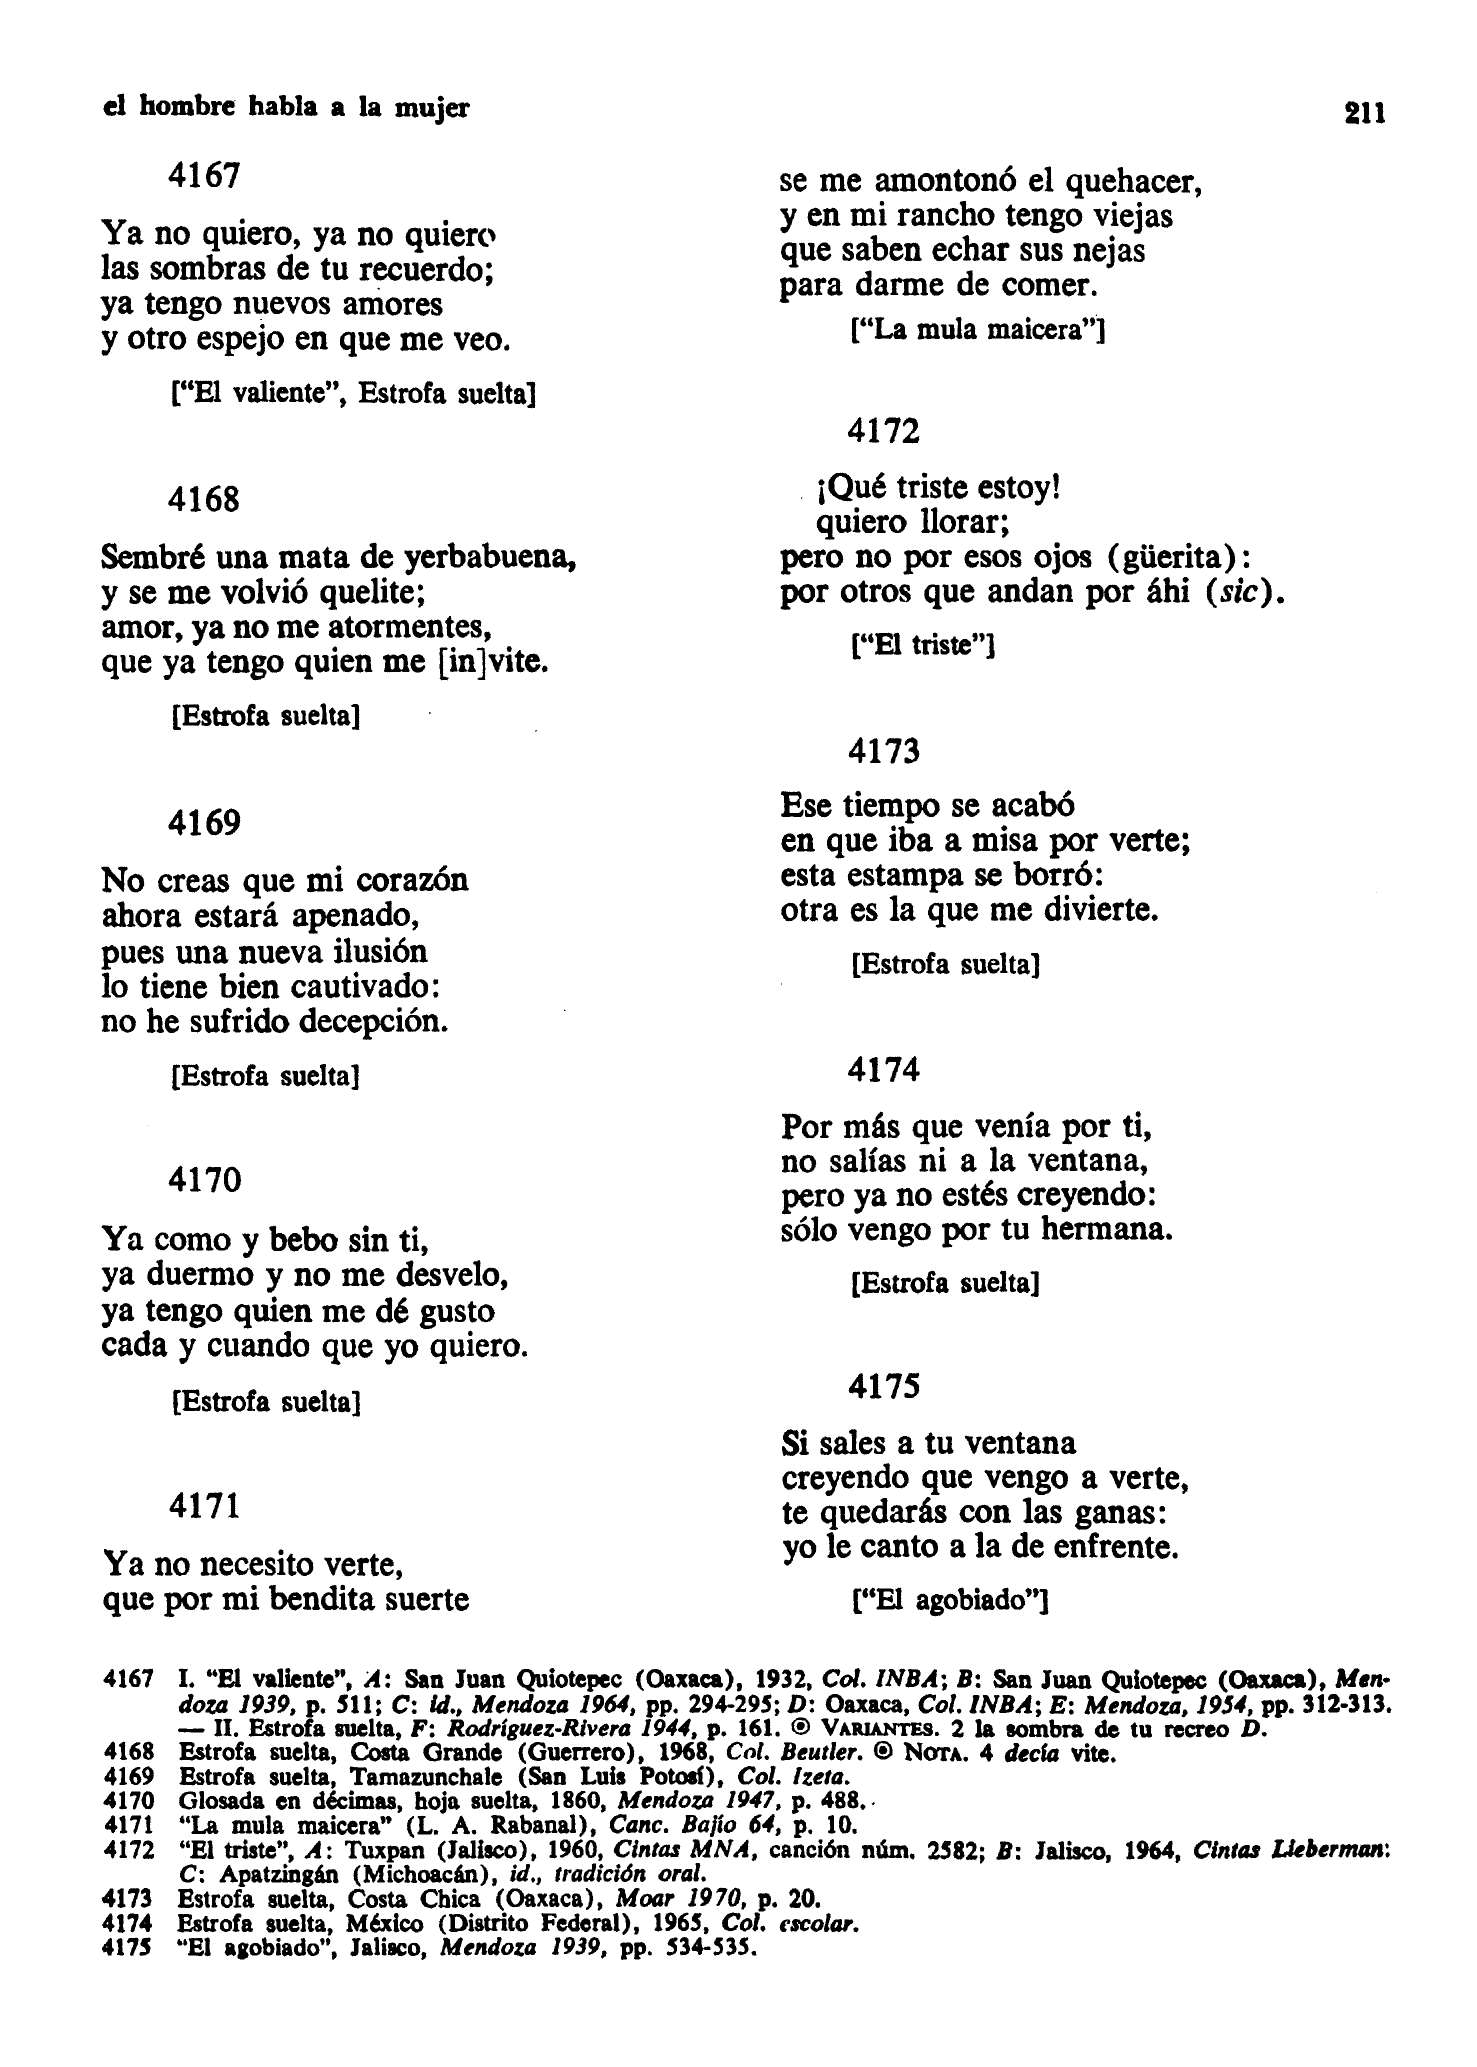 el hombre habla a la mujer
211
4167
Ya no quiero, ya no quiero
las sombras de tu recuerdo;
ya tengo nuevos amores
y otro espejo en que me veo.
["El valiente", Estrofa suelta]
4168
Sembré una mata de yerbabuena,
y se me volvió quelite;
amor, ya no me atormentes,
que ya tengo quien me [in]vite.
[Estrofa suelta]
4169
No creas que mi corazón
ahora estará apenado,
pues una nueva ilusión
lo tiene bien cautivado:
no he sufrido decepción.
[Estrofa suelta]
4170
Ya como y bebo sin ti,
ya duermo y no me desvelo,
ya tengo quien me dé gusto
cada y cuando que yo quiero.
[Estrofa suelta]
4171
Ya no necesito verte,
que por mi bendita suerte
se me amontonó el quehacer,
y en mi rancho tengo viejas
que saben echar sus nejas
para darme de comer.
["La mula maicera"]
4172
¡Qué triste estoy!
quiero llorar;
pero no por esos ojos (güerita):
por otros que andan por áhi (sic).
["El triste"]
4173
Ese tiempo se acabó
en que iba a misa por verte;
esta estampa se borró:
otra es la que me divierte.
[Estrofa suelta]
4174
Por más que venía por ti,
no salías ni a la ventana,
pero ya no estés creyendo:
sólo vengo por tu hermana.
[Estrofa suelta]
4175
Si sales a tu ventana
creyendo que vengo a verte,
te quedarás con las ganas:
yo le canto a la de enfrente.
["El agobiado"]
4167 I. "El valiente", A: San Juan Quiotepec (Oaxaca), 1932, Col. INBA; B: San Juan Quiotepec (Oaxaca), Men-
doza 1939, p. 511; C: id., Mendoza 1964, pp. 294-295; D: Oaxaca, Col. INBA; E: Mendoza, 1954, pp. 312-313.
— II. Estrofa suelta, F: Rodríguez-Rivera 1944, p. 161. ® VARIANTES. 2 la sombra de tu recreo D.
4168 Estrofa suelta, Costa Grande (Guerrero), 1968, Col. Beutler. ® NOTA. 4 decía vite.
4169 Estrofa suelta, Tamazunchale (San Luis Potosí), Col. Izeta.
4170 Glosada en décimas, hoja suelta, 1860, Mendoza 1947, p. 488.
4171 "La mula maicera" (L. A. Rabanal), Canc. Bajío 64, p. 10.
4172 "El triste", A: Tuxpan (Jalisco), 1960, Cintas MNA, canción núm. 2582; B: Jalisco, 1964, Cintas Lieberman:
C: Apatzingán (Michoacán), id., tradición oral.
4173 Estrofa suelta, Costa Chica (Oaxaca), Moar 1970, p. 20.
4174 Estrofa suelta, México (Distrito Federal), 1965, Col. escolar.
4175 "El agobiado", Jalisco, Mendoza 1939, pp. 534-535.